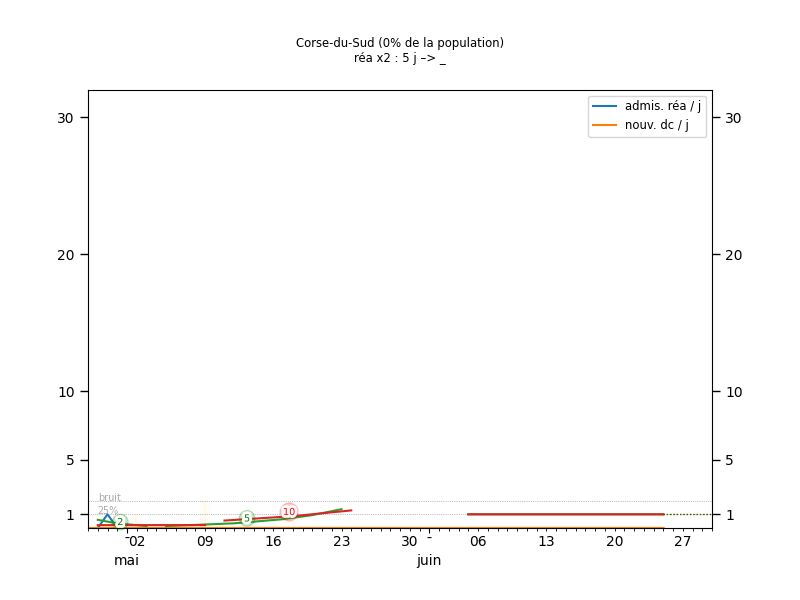 Corse-du-Sud (0% de la population)
réa x2 : 5 j –> _
admis. réa / j
nouv. dc / j
30 30
20 20
10 10
5 5
bruit
25%
1 2 5 10 1
02 09 16 23 30 06 13 20 27
mai juin